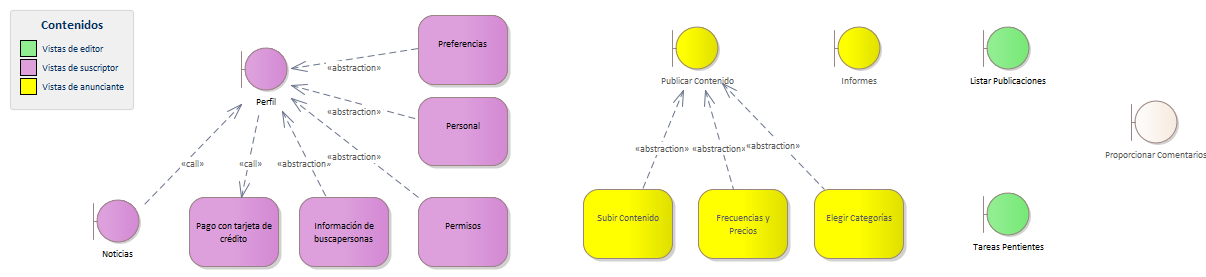 Contenidos
Vistas de editor
Vistas de suscriptor
Vistas de anunciante
Preferencias
«abstraction»
Perfil
«abstraction»
Personal
«call»
«call»
«abstraction»
«abstraction»
Noticias
Pago con tarjeta de
crédito
Información de
buscapersonas
Permisos
Publicar Contenido
«abstraction»
«abstraction»
«abstraction»
Subir Contenido
Frecuencias y
Precios
Elegir Categorías
Informes
Listar Publicaciones
Proporcionar Comentarios
Tareas Pentientes